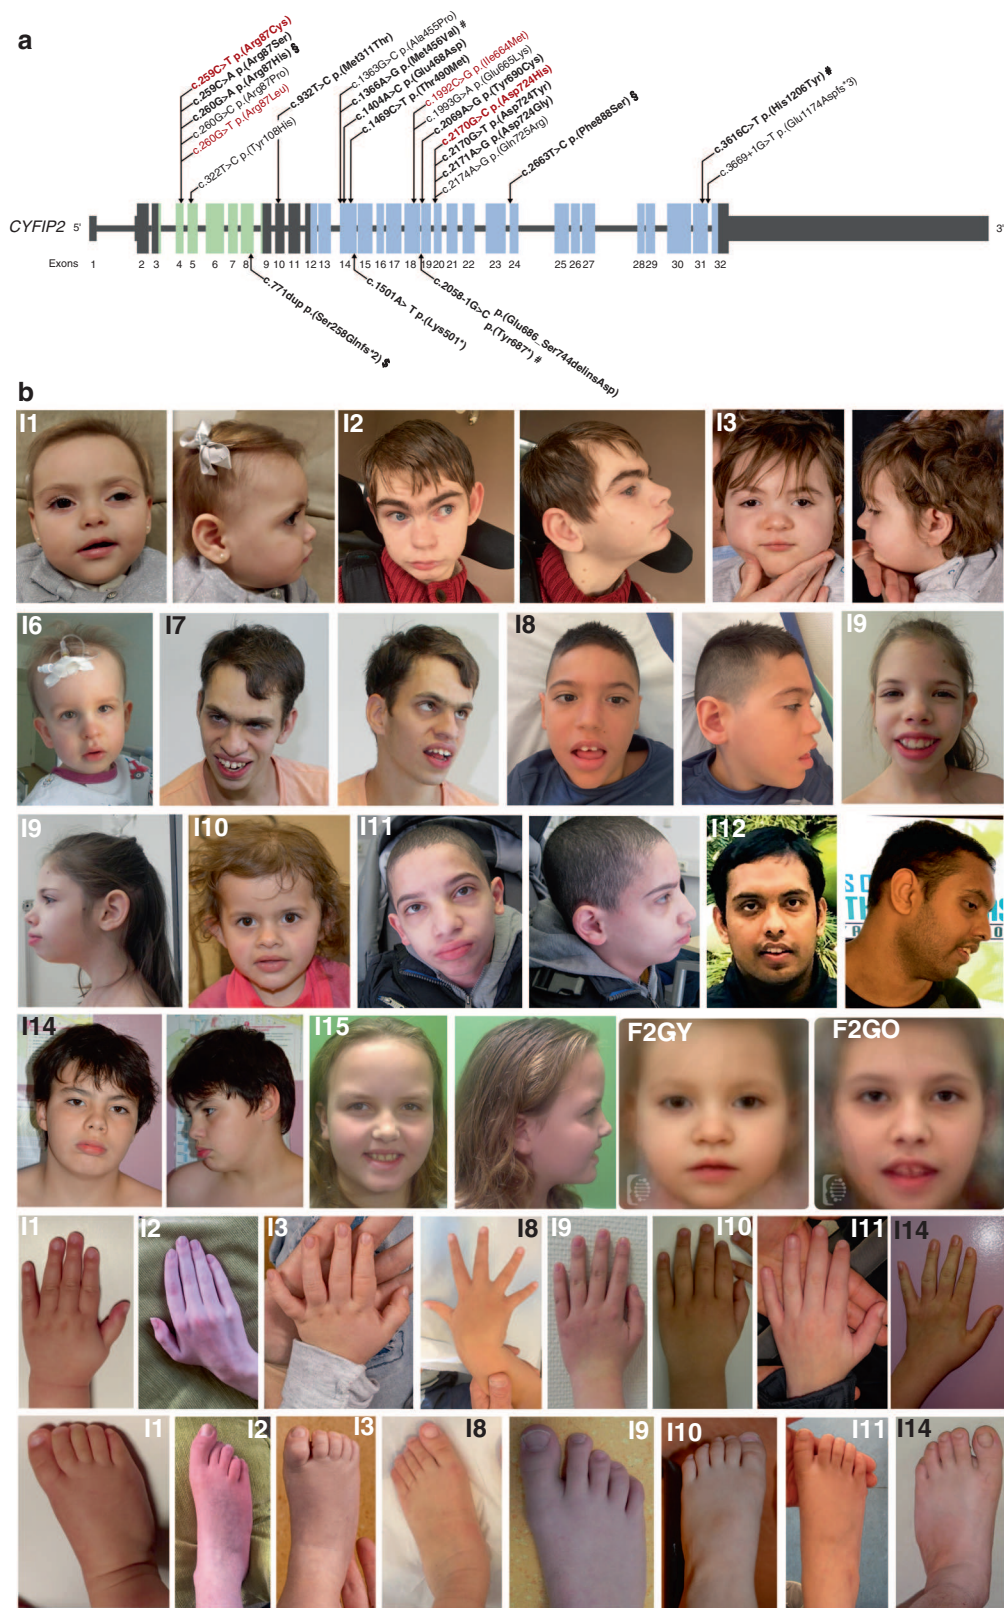 a
c.259C>T p.(Arg87Cys)
c.259C>A p.(Arg87Ser)
c.260G>A p.(Arg87His) $
c.260G>C p.(Arg87Pro)
c.260G>T p.(Arg87Leu)
c.322T>C p.(Tyr108His)
c.932T>C p.(Met311Thr)
c.1363G>C p.(Ala455Pro)
c.1366A>G p.(Met456Val) #
c.1404A>C p.(Glu468Asp)
c.1469C>T p.(Thr490Met)
c.1992C>G p.(Ile664Met)
c.1993G>A p.(Glu665Lys)
c.2069A>G p.(Tyr690Cys)
c.2170G>C p.(Asp724His)
c.2170G>T p.(Asp724Tyr)
c.2171A>G p.(Asp724Gly)
c.2174A>G p.(Gln725Arg)
c.2663T>C p.(Phe888Ser) $
c.3616C>T p.(His1206Tyr) #
c.3669+1G>T p.(Glu1174Aspfs*3)
CYFIP2 5' 3'
Exons 1 2 3 4 5 6 7 8 9 10 11 12 13 14 15 16 17 18 19 20 21 22 23 24 25 26 27 28 29 30 31 32
c.771dup p.(Ser258Glnfs*2) $
c.1501A> T p.(Lys501*)
c.2058-1G>C p.(Glu686_Ser744delinsAsp)
p.(Tyr687*) #
b
I1 I2 I3
I6 I7 I8 I9
I9 I10 I11 I12
S C
TH HS
O
I14 I15 F2GY F2GO
I1 I2 I3 I8 I9 I10 I11 I14
I1 I2 I3 I8 I9 I10 I11 I14